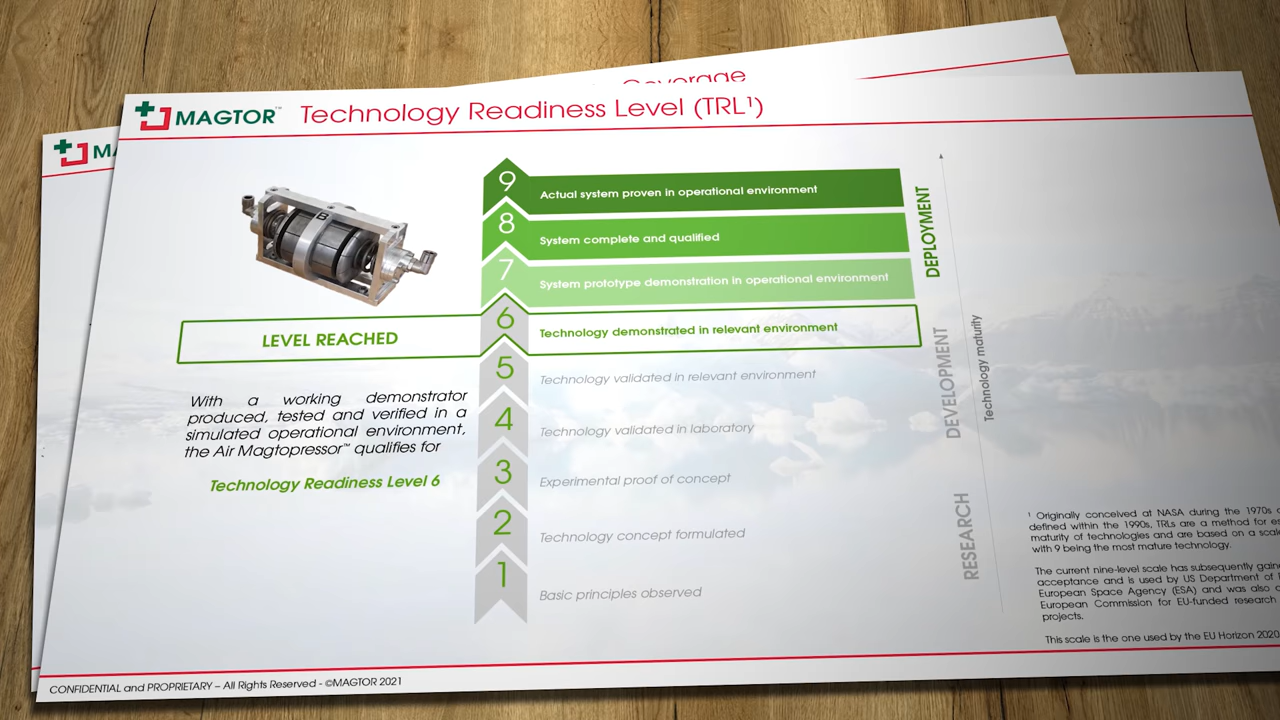 Coverage
MAGTOR™ Technology Readiness Level (TRL¹)
M
9 Actual system proven in operational environment
8 System complete and qualified
7 System prototype demonstration in operational environment
LEVEL REACHED 6 Technology demonstrated in relevant environment
5 Technology validated in relevant environment
4 Technology validated in laboratory
3 Experimental proof of concept
2 Technology concept formulated
1 Basic principles observed
B
With a working demonstrator
produced, tested and verified in a
simulated operational environment,
the Air Magtopressor™ qualifies for
Technology Readiness Level 6
DEPLOYMENT
DEVELOPMENT
RESEARCH
Technology maturity
¹ Originally conceived at NASA during the 1970s
defined within the 1990s, TRLs are a method for
maturity of technologies and are based on a scale
with 9 being the most mature technology.
The current nine-level scale has subsequently
acceptance and is used by US Department of
European Space Agency (ESA) and was also
European Commission for EU-funded research
projects.
This scale is the one used by the EU Horizon 2020
CONFIDENTIAL and PROPRIETARY – All Rights Reserved - ©MAGTOR 2021